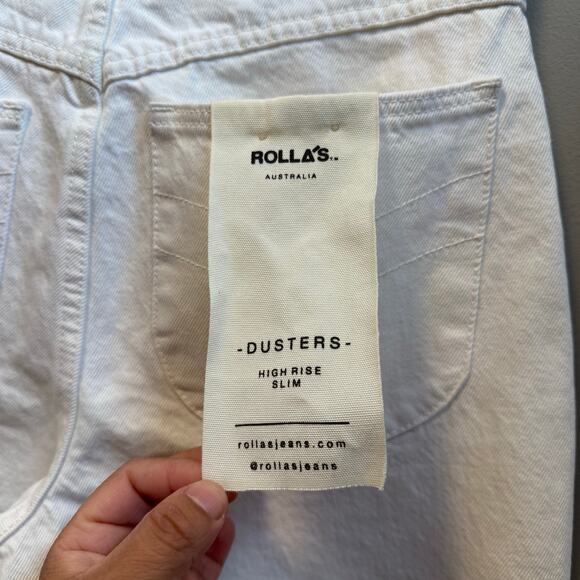 ROLLA'S™
AUSTRALIA
-DUSTERS-
HIGH RISE
SLIM
rollasjeans.com
@rollasjeans